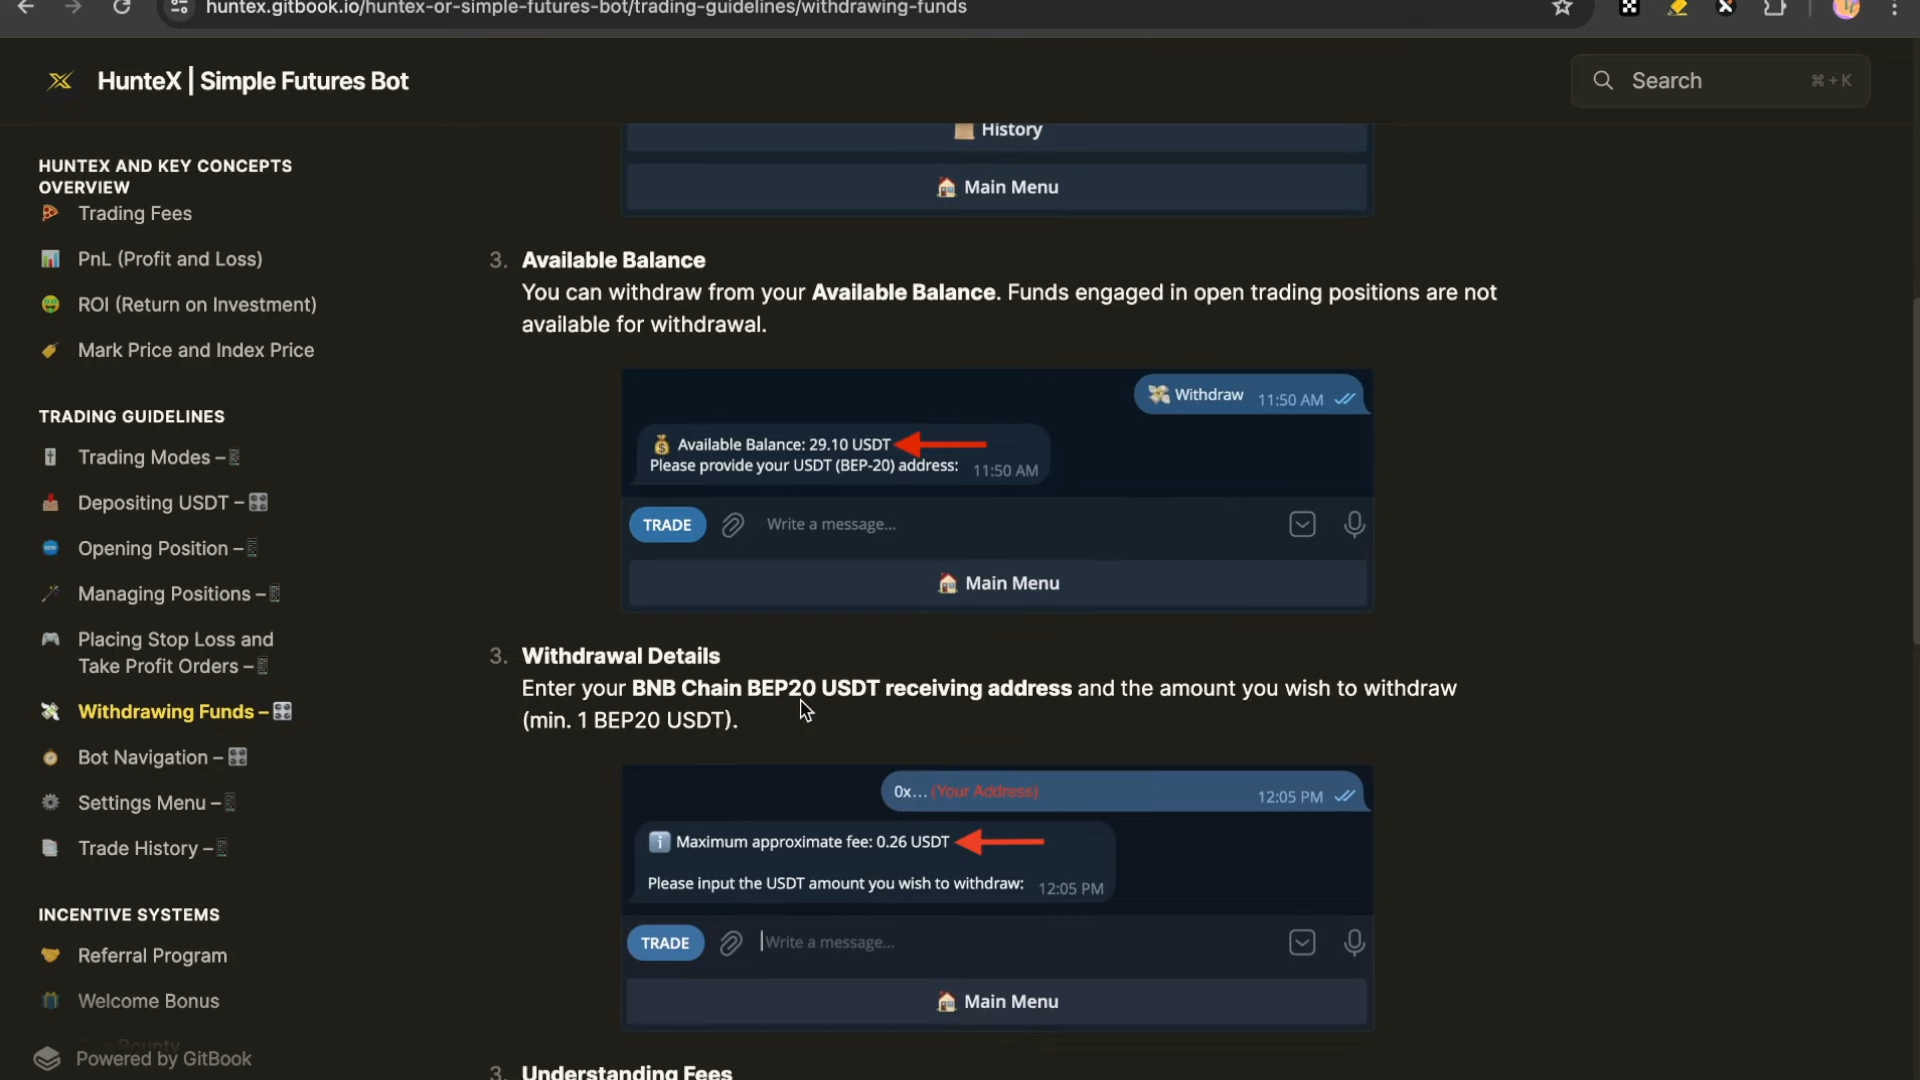 huntex.gitbook.io/huntex-or-simple-futures-bot/trading-guidelines/withdrawing-funds
HunteX | Simple Futures Bot
Search
⌘+K
HUNTEX AND KEY CONCEPTS
OVERVIEW
Trading Fees
PnL (Profit and Loss)
ROI (Return on Investment)
Mark Price and Index Price
TRADING GUIDELINES
Trading Modes –
Depositing USDT –
Opening Position –
Managing Positions –
Placing Stop Loss and
Take Profit Orders –
Withdrawing Funds –
Bot Navigation –
Settings Menu –
Trade History –
INCENTIVE SYSTEMS
Referral Program
Welcome Bonus
Powered by GitBook
History
Main Menu
3. Available Balance
You can withdraw from your Available Balance. Funds engaged in open trading positions are not
available for withdrawal.
Withdraw 11:50 AM
Available Balance: 29.10 USDT
Please provide your USDT (BEP-20) address: 11:50 AM
TRADE
Write a message...
Main Menu
3. Withdrawal Details
Enter your BNB Chain BEP20 USDT receiving address and the amount you wish to withdraw
(min. 1 BEP20 USDT).
0x... (Your Address) 12:05 PM
Maximum approximate fee: 0.26 USDT
Please input the USDT amount you wish to withdraw: 12:05 PM
TRADE
Write a message...
Main Menu
3. Understanding Fees